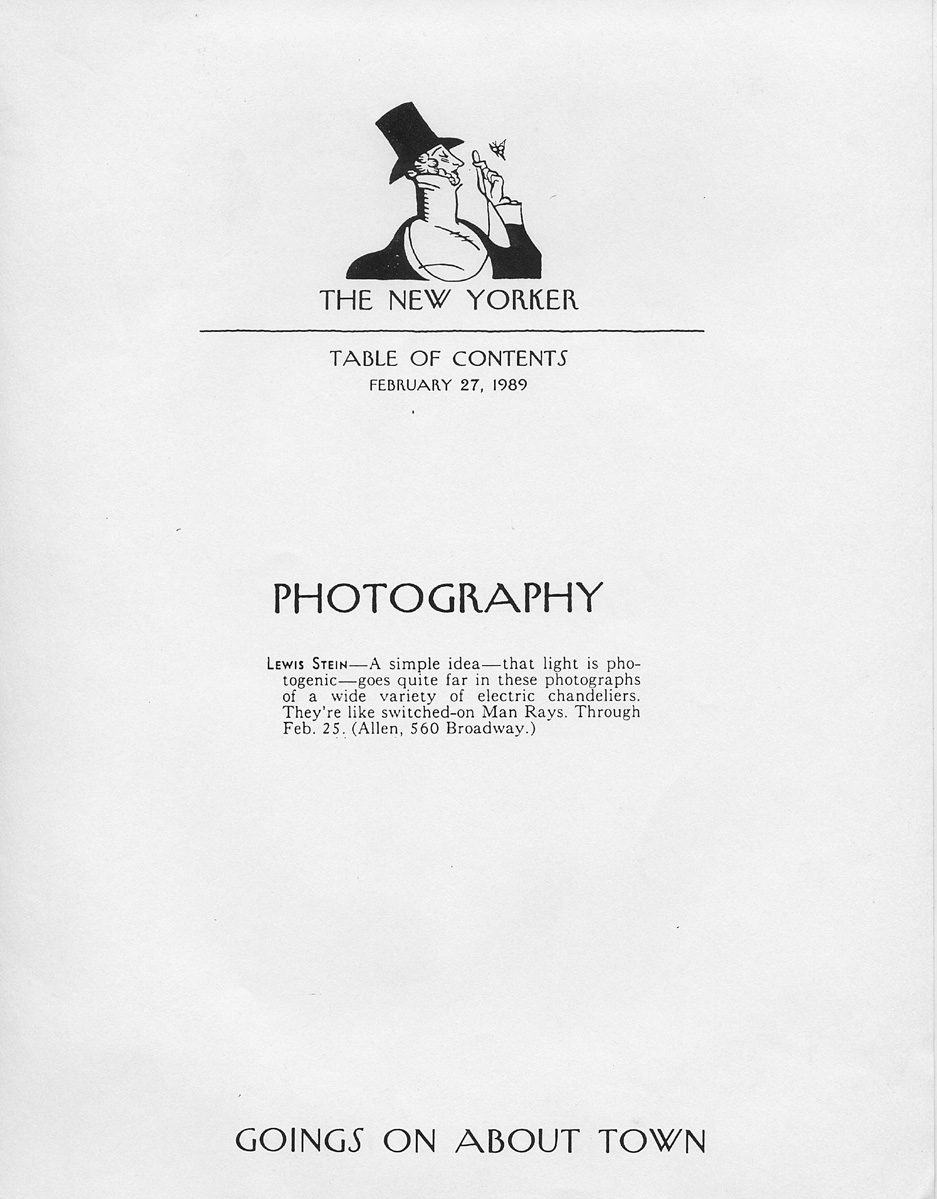 THE NEW YORKER
TABLE OF CONTENTS
FEBRUARY 27, 1989
PHOTOGRAPHY
LEWIS STEIN—A simple idea—that light is pho-
togenic—goes quite far in these photographs
of a wide variety of electric chandeliers.
They're like switched-on Man Rays. Through
Feb. 25. (Allen, 560 Broadway.)
GOINGS ON ABOUT TOWN